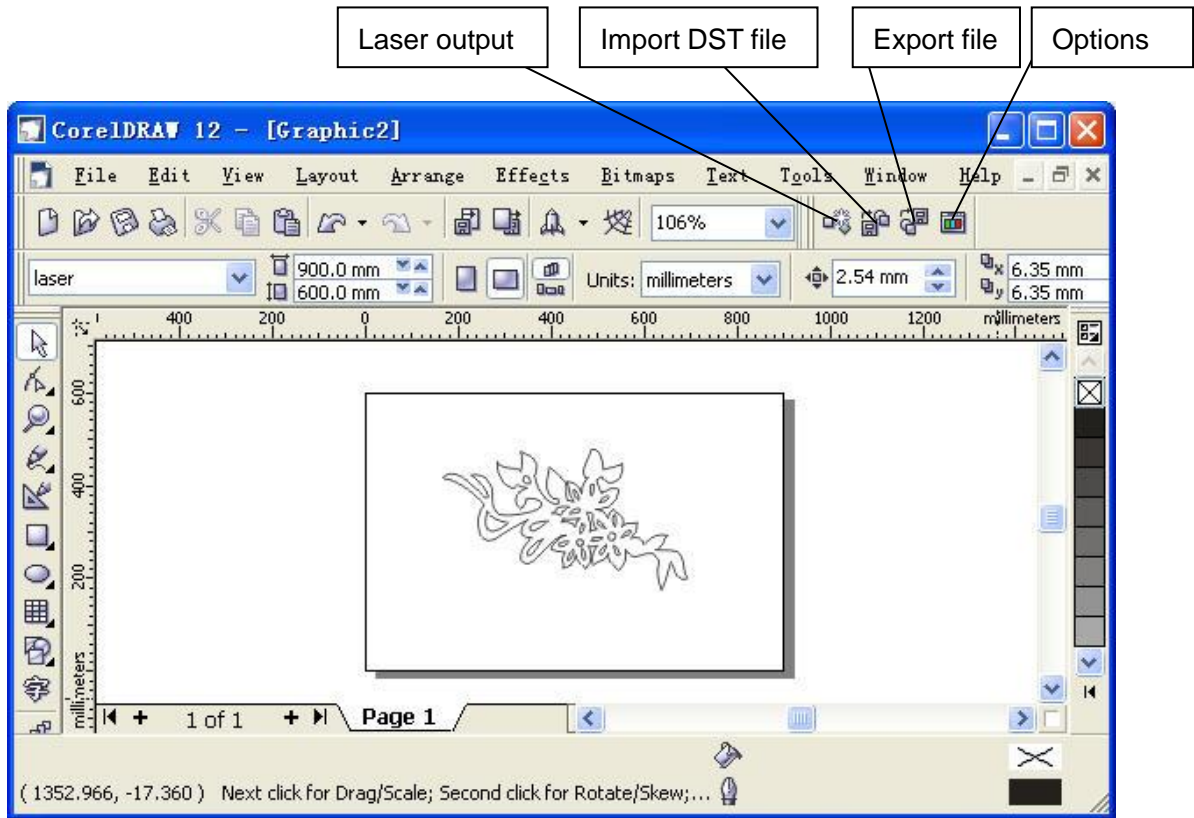 Laser output Import DST file Export file Options
CorelDRAW 12 - [Graphic2]
File Edit View Layout Arrange Effects Bitmaps Text Tools Window Help
106%
laser 900.0 mm Units: millimeters 2.54 mm x 6.35 mm
600.0 mm y 6.35 mm
400 200 0 200 400 600 800 1000 1200 millimeters
600
400
200
millimeters
字
1 of 1 Page 1
( 1352.966, -17.360 ) Next click for Drag/Scale; Second click for Rotate/Skew;...